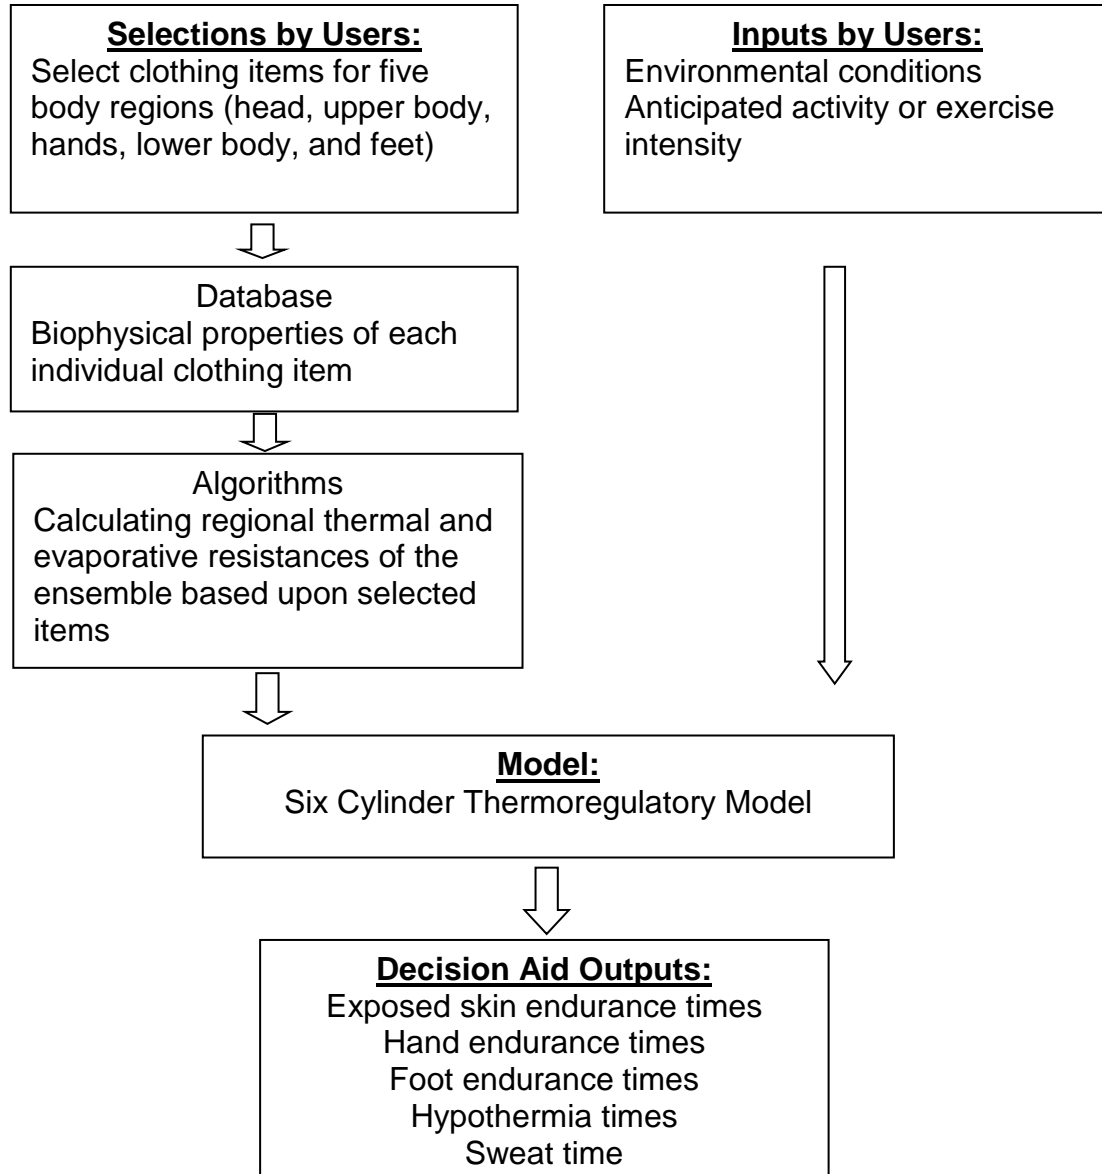 Selections by Users:
Select clothing items for five
body regions (head, upper body,
hands, lower body, and feet)
Inputs by Users:
Environmental conditions
Anticipated activity or exercise
intensity
Database
Biophysical properties of each
individual clothing item
Algorithms
Calculating regional thermal and
evaporative resistances of the
ensemble based upon selected
items
Model:
Six Cylinder Thermoregulatory Model
Decision Aid Outputs:
Exposed skin endurance times
Hand endurance times
Foot endurance times
Hypothermia times
Sweat time